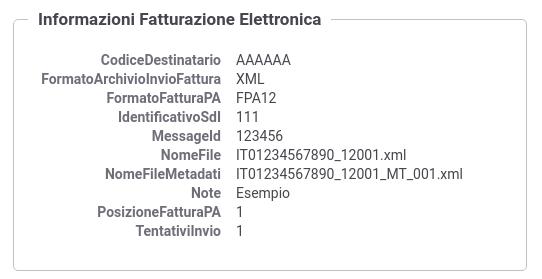 Informazioni Fatturazione Elettronica
CodiceDestinatario AAAAAA
FormatoArchivioInvioFattura XML
FormatoFatturaPA FPA12
IdentificativoSdI 111
MessageId 123456
NomeFile IT01234567890_12001.xml
NomeFileMetadati IT01234567890_12001_MT_001.xml
Note Esempio
PosizioneFatturaPA 1
TentativiInvio 1